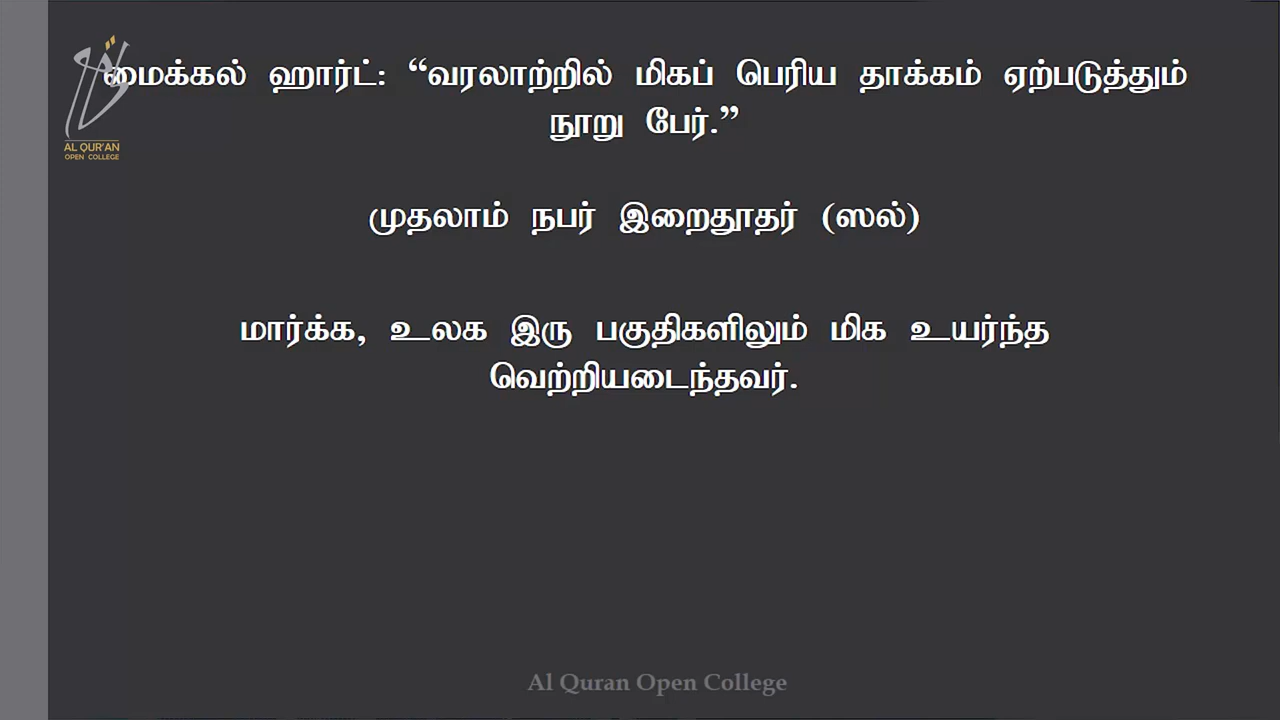 மைக்கல் ஹார்ட்: “வரலாற்றில் மிகப் பெரிய தாக்கம் ஏற்படுத்தும்
நூறு பேர்.”
AL QUR'AN
OPEN COLLEGE
முதலாம் நபர் இறைதூதர் (ஸல்)
மார்க்க, உலக இரு பகுதிகளிலும் மிக உயர்ந்த
வெற்றியடைந்தவர்.
Al Quran Open College